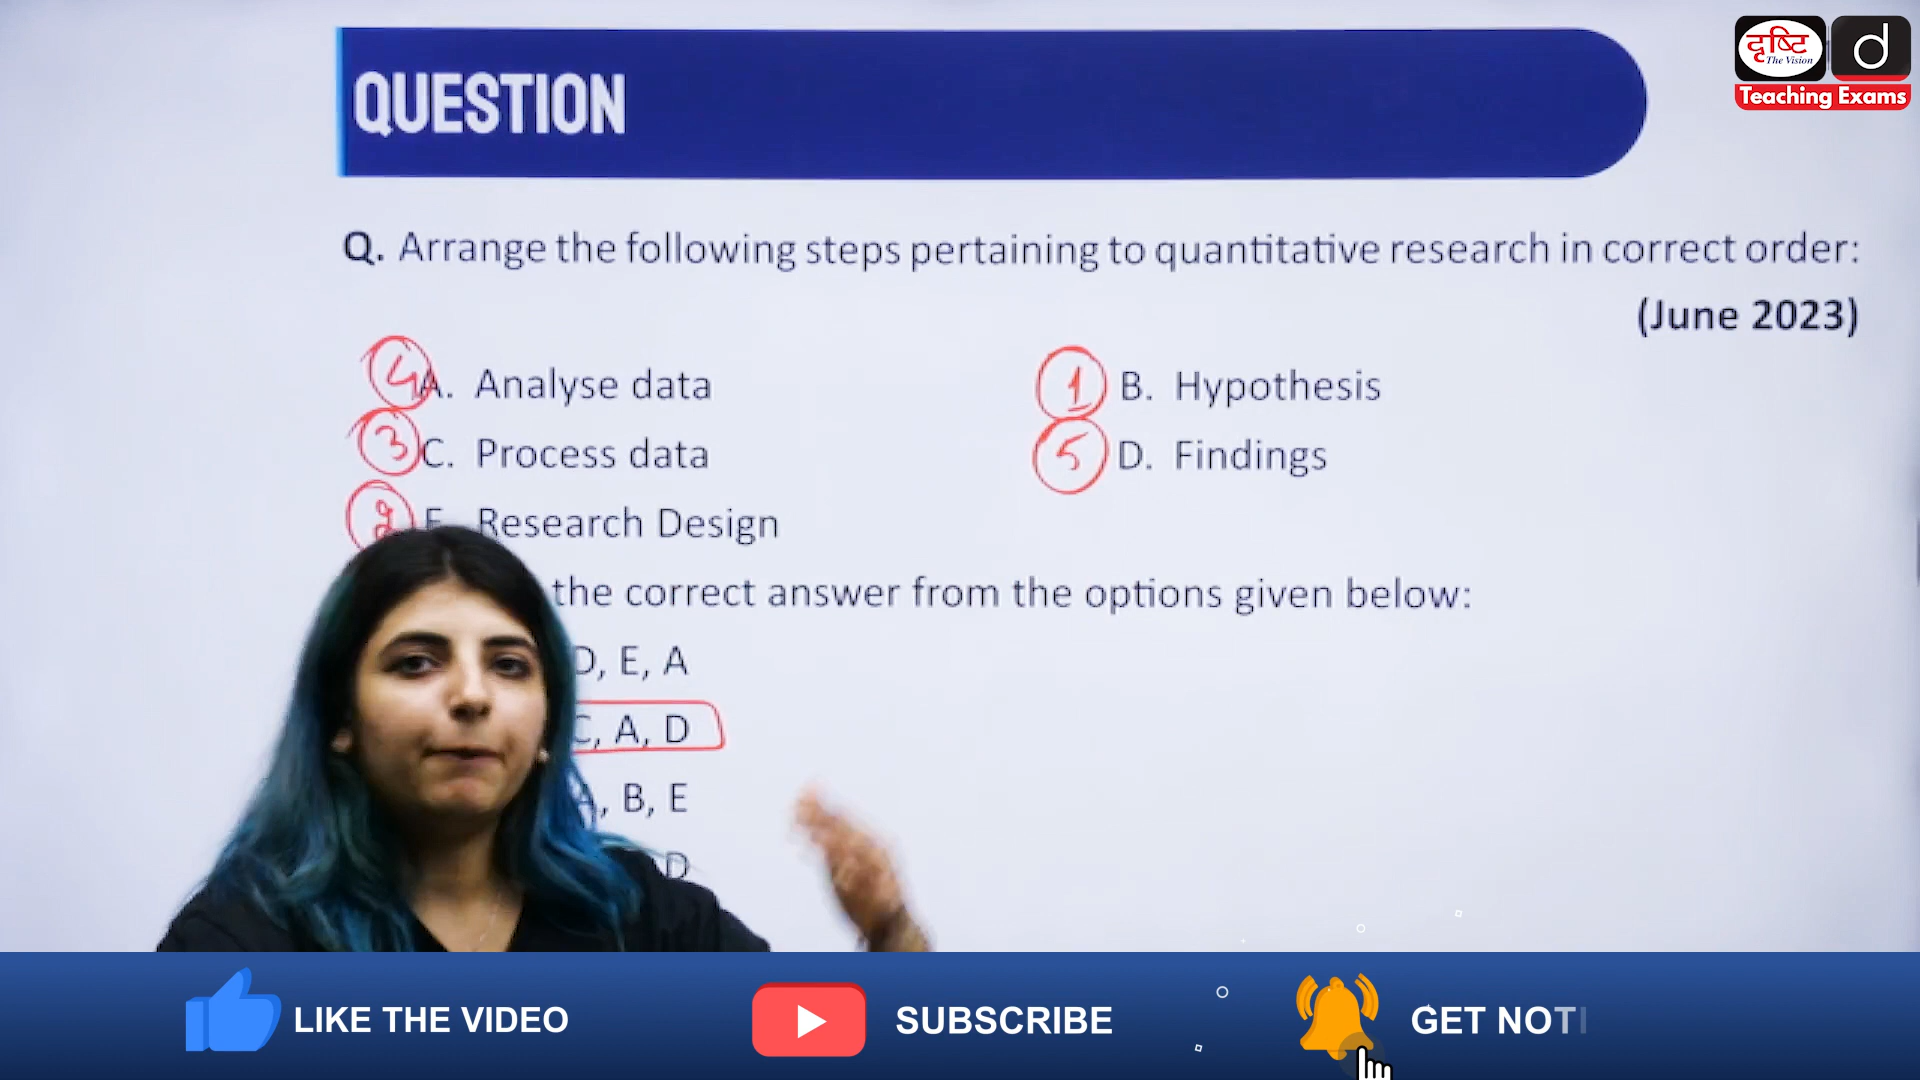 दृष्टि
The Vision
d
Teaching Exams
QUESTION
Q. Arrange the following steps pertaining to quantitative research in correct order:
(June 2023)
4 A. Analyse data
1 B. Hypothesis
3 C. Process data
5 D. Findings
2 E. Research Design
the correct answer from the options given below:
D, E, A
C, A, D
A, B, E
D
LIKE THE VIDEO
SUBSCRIBE
GET NOTI